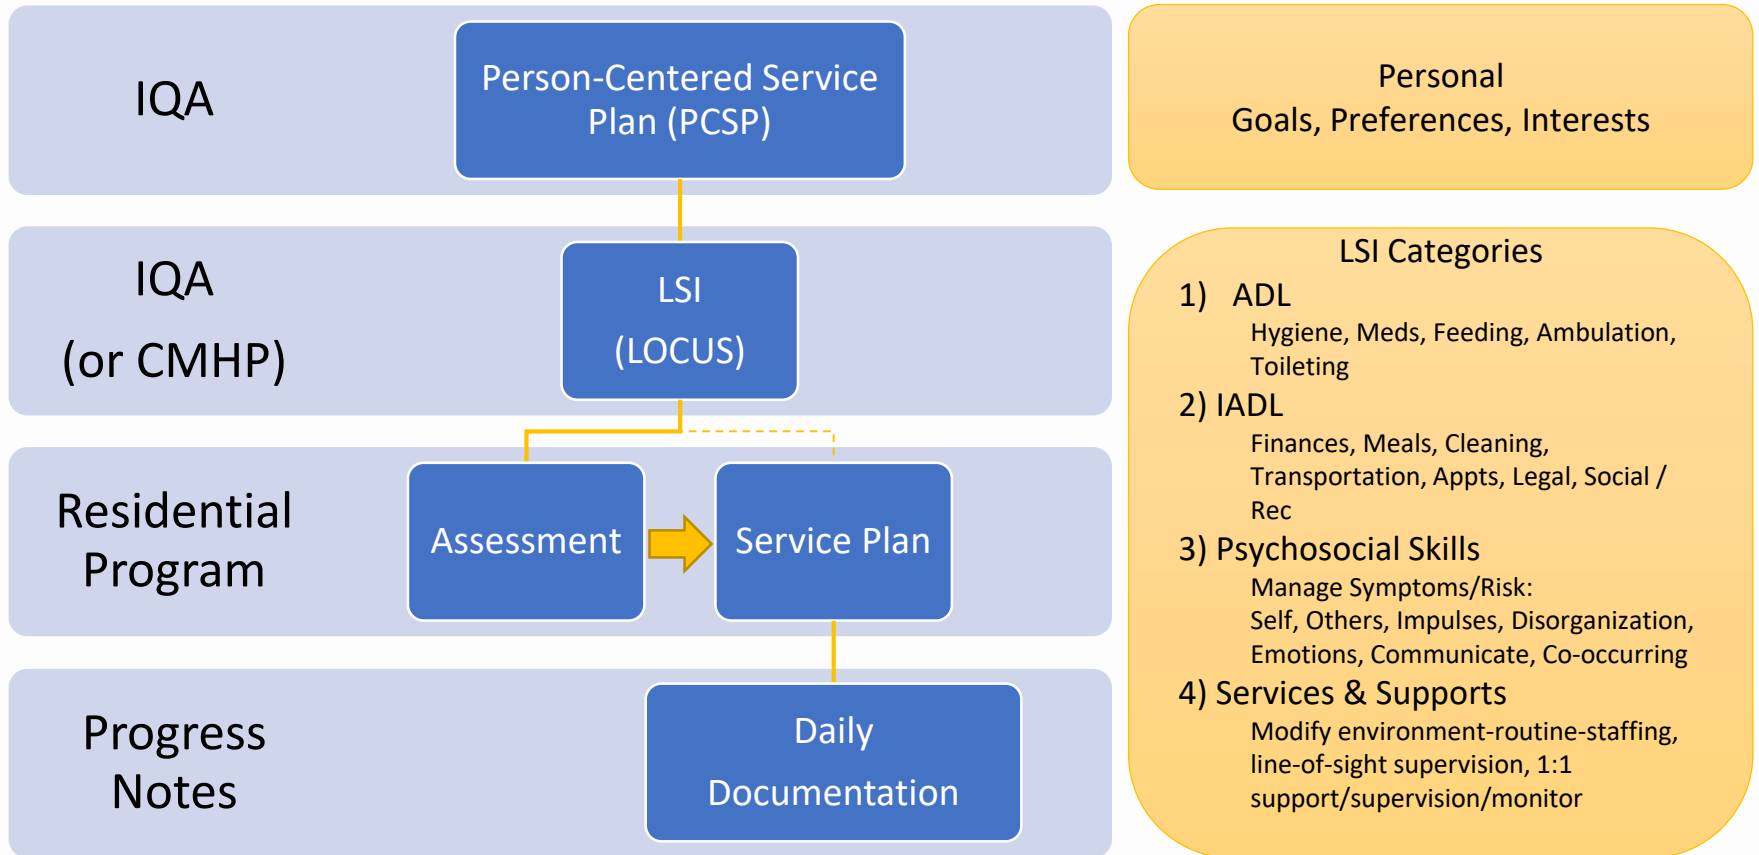 IQA
Person-Centered Service
Plan (PCSP)
Personal
Goals, Preferences, Interests
IQA
(or CMHP)
LSI
(LOCUS)
Residential
Program
Assessment
Service Plan
Progress
Notes
Daily
Documentation
LSI Categories
1) ADL
Hygiene, Meds, Feeding, Ambulation,
Toileting
2) IADL
Finances, Meals, Cleaning,
Transportation, Appts, Legal, Social /
Rec
3) Psychosocial Skills
Manage Symptoms/Risk:
Self, Others, Impulses, Disorganization,
Emotions, Communicate, Co-occurring
4) Services & Supports
Modify environment-routine-staffing,
line-of-sight supervision, 1:1
support/supervision/monitor